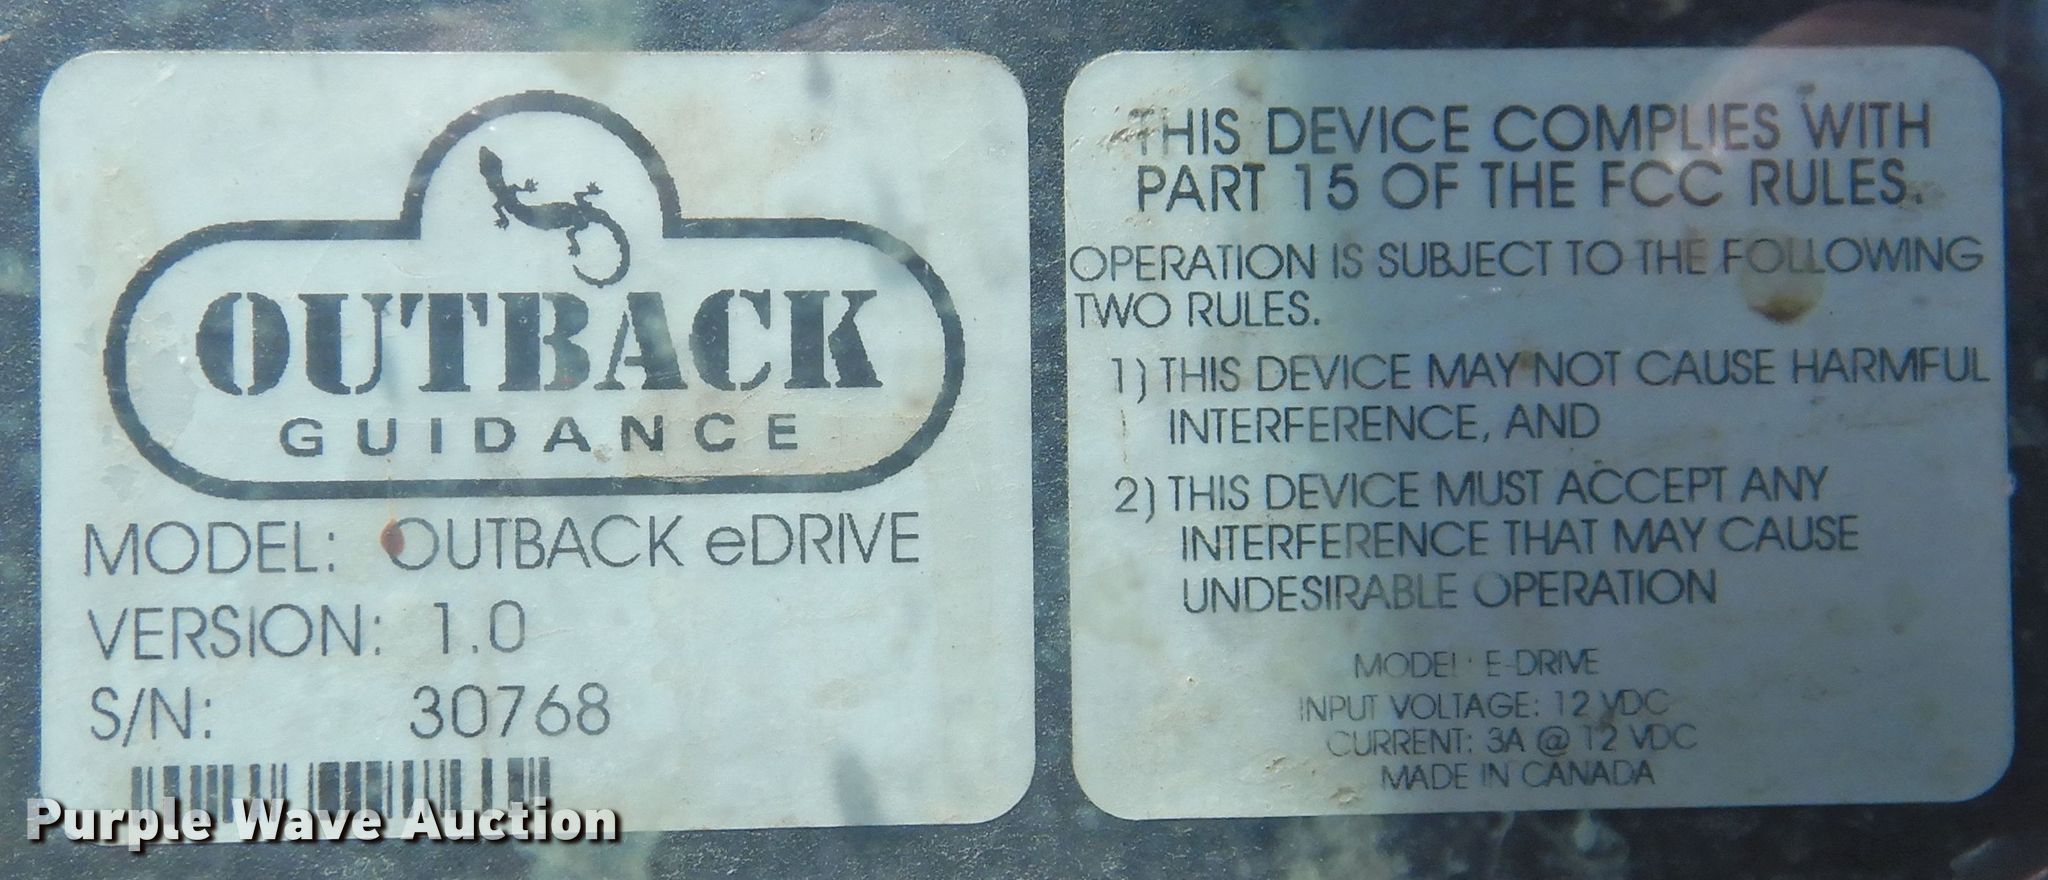 OUTBACK
GUIDANCE
MODEL: OUTBACK eDRIVE
VERSION: 1.0
S/N: 30768
THIS DEVICE COMPLIES WITH
PART 15 OF THE FCC RULES.
OPERATION IS SUBJECT TO THE FOLLOWING
TWO RULES.
1) THIS DEVICE MAY NOT CAUSE HARMFUL
INTERFERENCE, AND
2) THIS DEVICE MUST ACCEPT ANY
INTERFERENCE THAT MAY CAUSE
UNDESIRABLE OPERATION
MODEL: E-DRIVE
INPUT VOLTAGE: 12 VDC
CURRENT: 3A @ 12 VDC
MADE IN CANADA
Purple Wave Auction